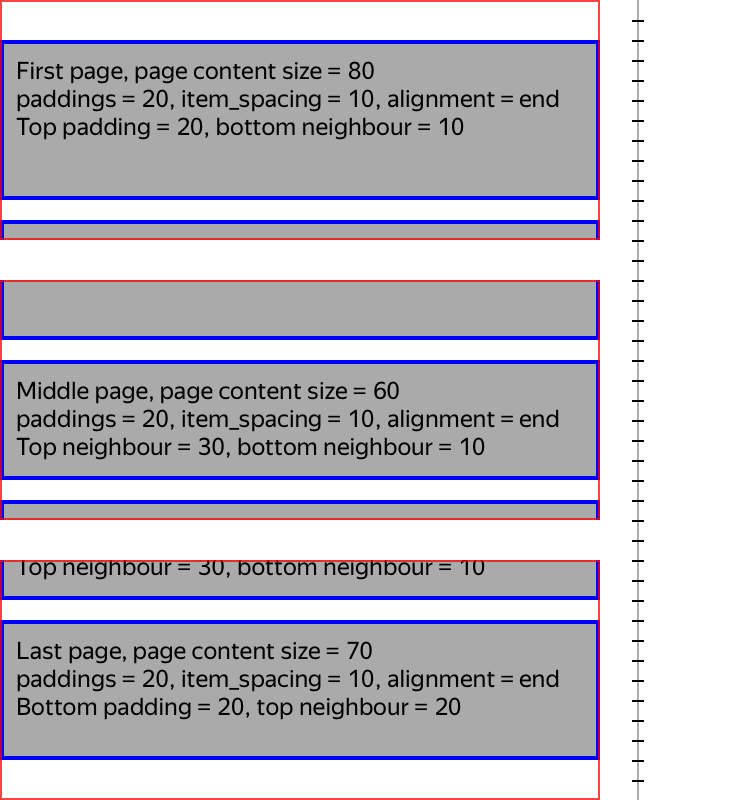 First page, page content size = 80
paddings = 20, item_spacing = 10, alignment = end
Top padding = 20, bottom neighbour = 10
Middle page, page content size = 60
paddings = 20, item_spacing = 10, alignment = end
Top neighbour = 30, bottom neighbour = 10
Top neighbour = 30, bottom neighbour = 10
Last page, page content size = 70
paddings = 20, item_spacing = 10, alignment = end
Bottom padding = 20, top neighbour = 20